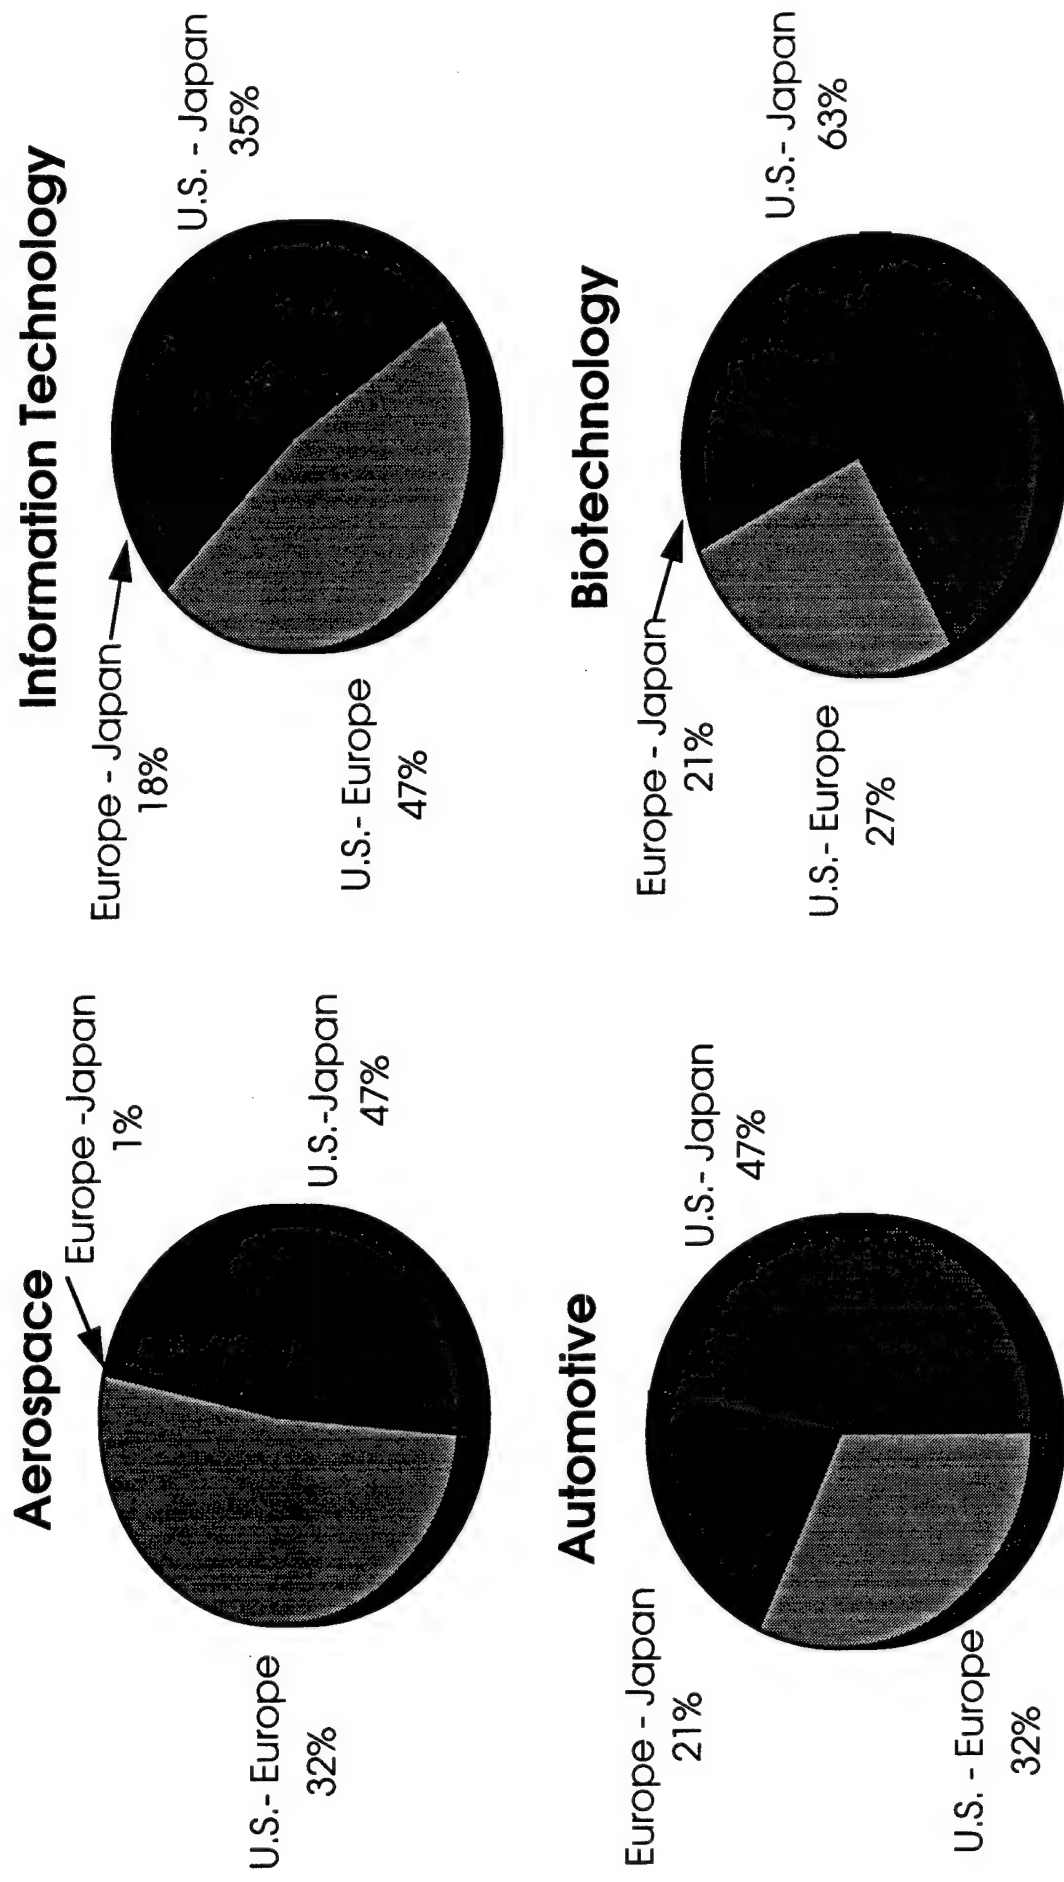 Aerospace
Europe -Japan
1%
U.S.- Europe
32%
U.S.-Japan
47%
Information Technology
Europe - Japan
18%
U.S. - Japan
35%
U.S.- Europe
47%
Automotive
Europe - Japan
21%
U.S.- Japan
47%
U.S. - Europe
32%
Biotechnology
Europe - Japan
21%
U.S.- Japan
63%
U.S.- Europe
27%